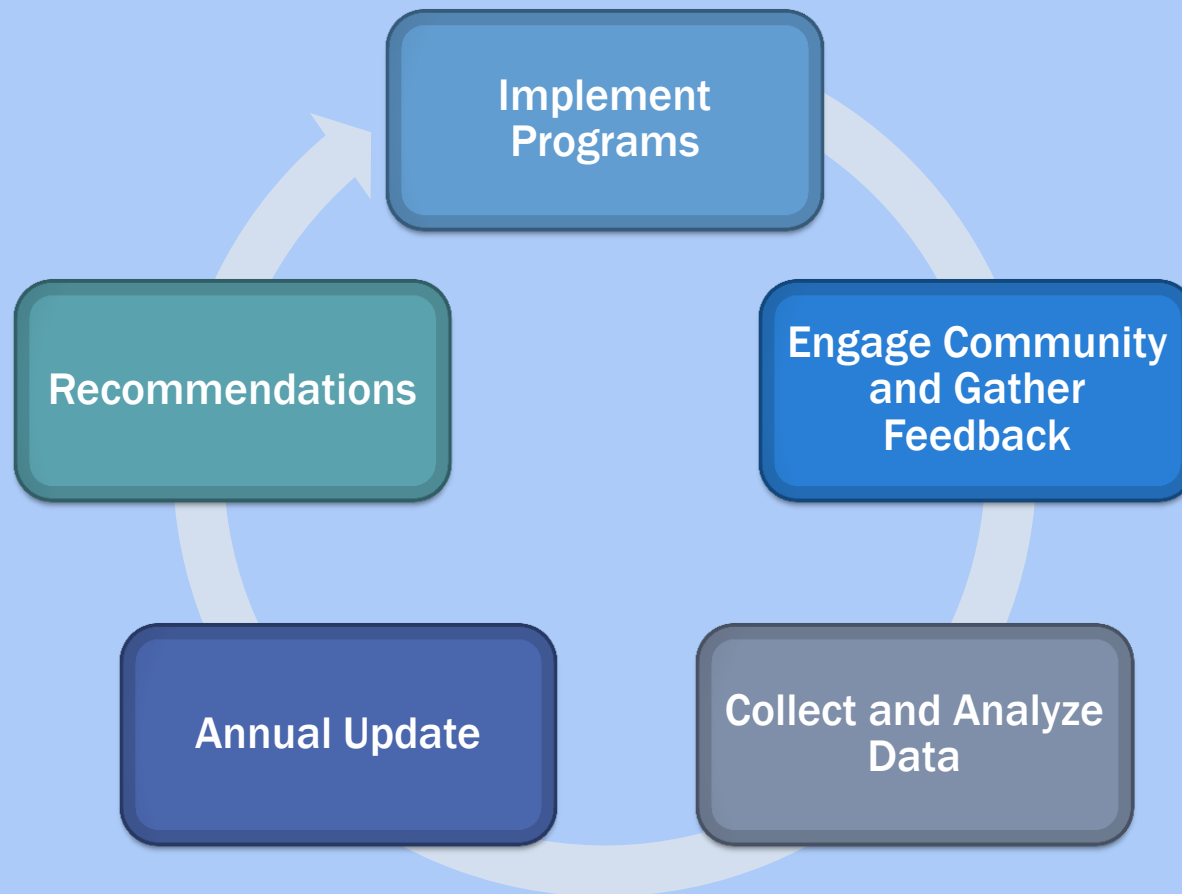 Implement
Programs
Engage Community
and Gather
Feedback
Collect and Analyze
Data
Annual Update
Recommendations